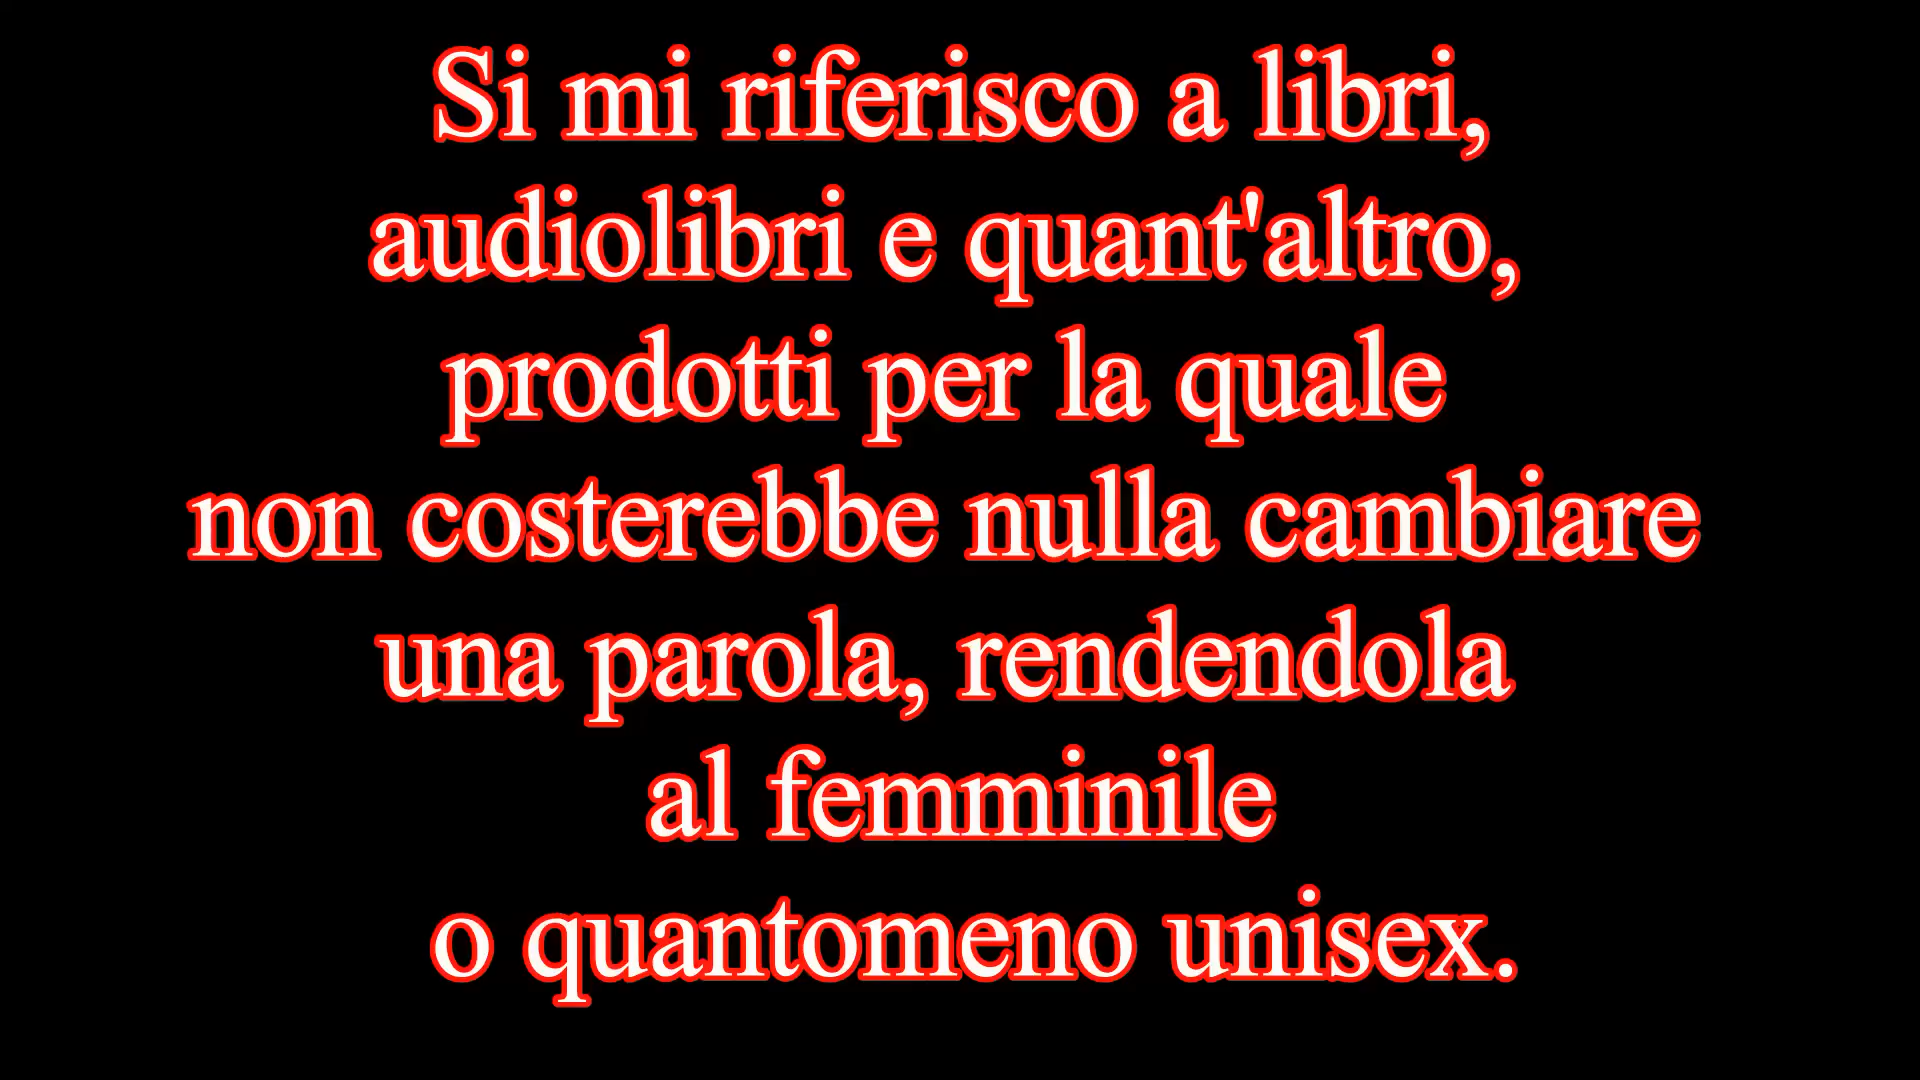 Si mi riferisco a libri,
audiolibri e quant'altro,
prodotti per la quale
non costerebbe nulla cambiare
una parola, rendendola
al femminile
o quantomeno unisex.